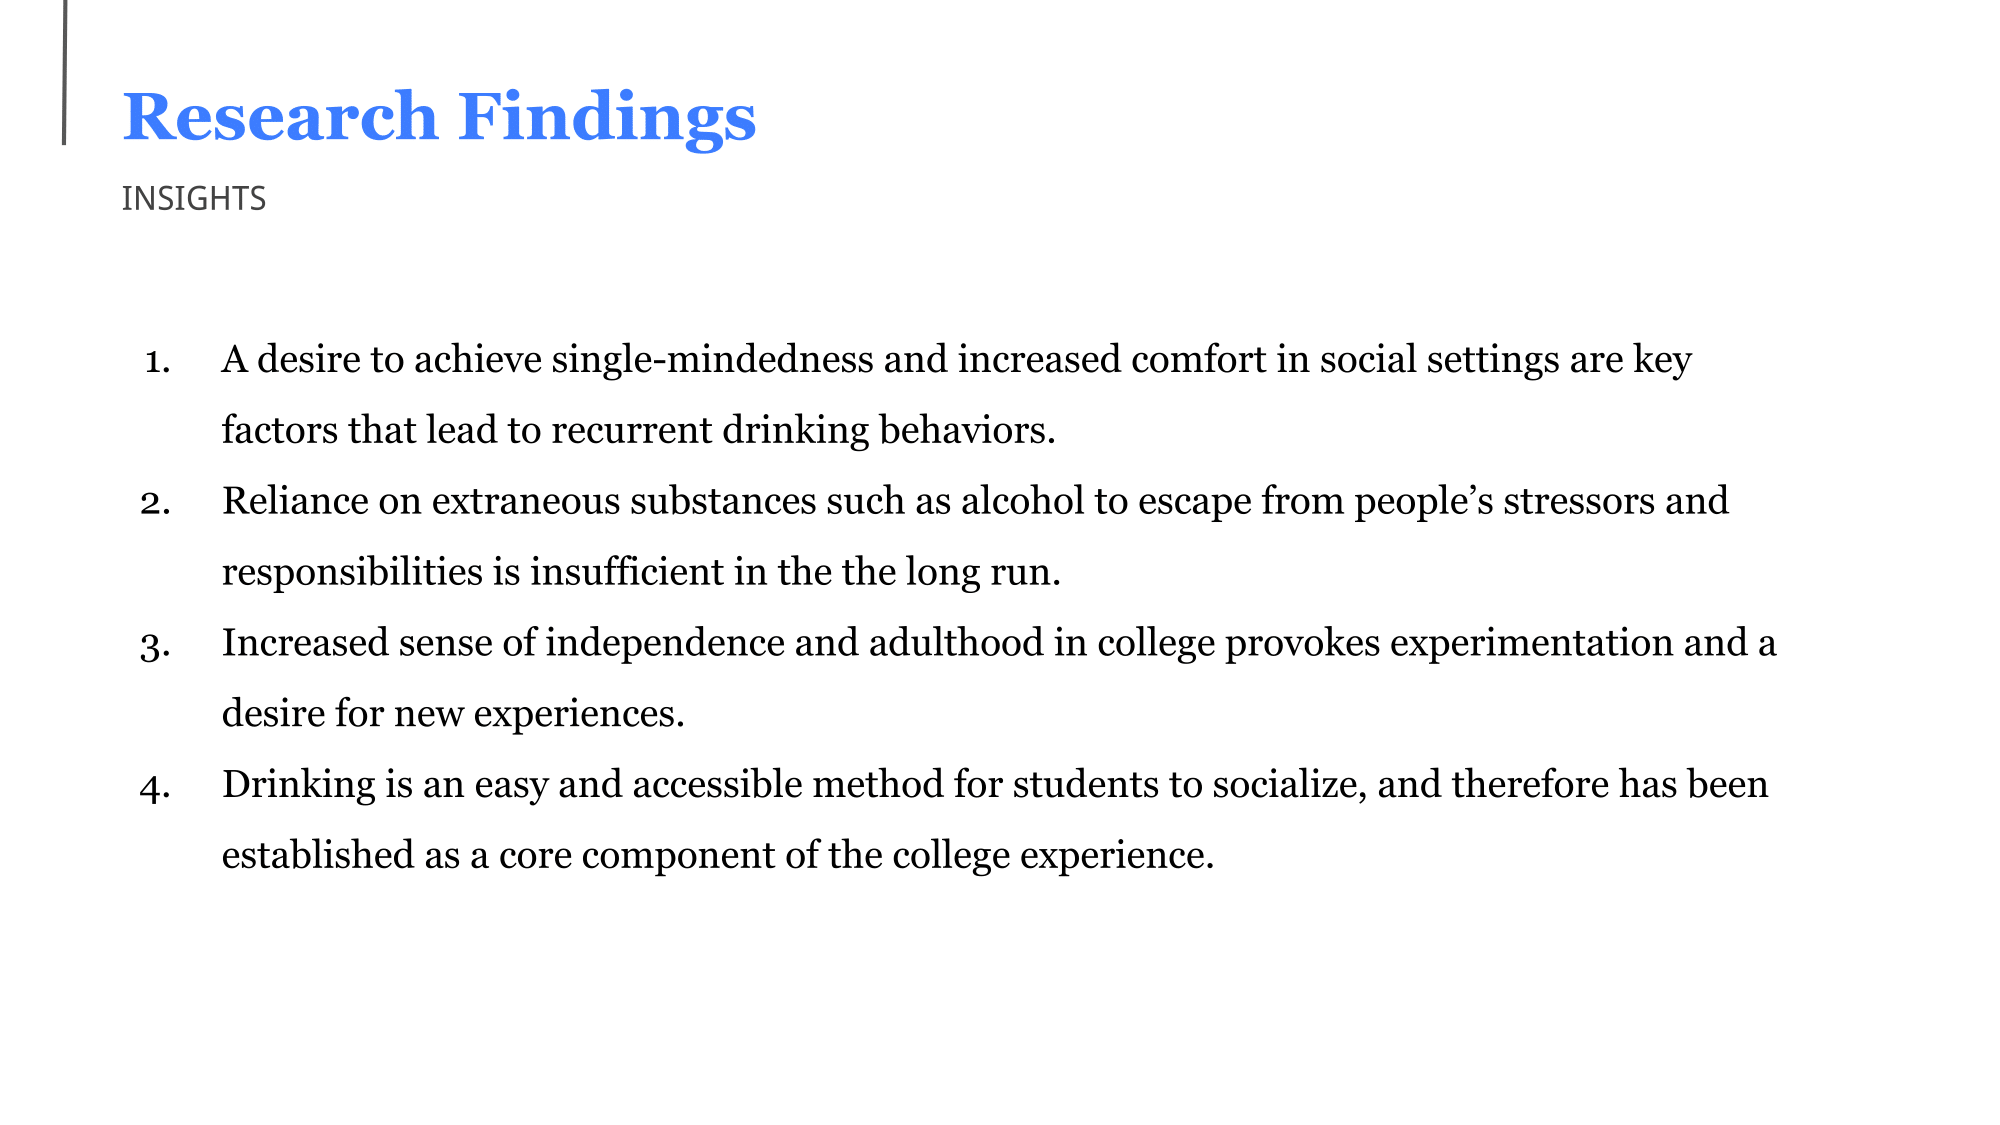 Research Findings
INSIGHTS
1. A desire to achieve single-mindedness and increased comfort in social settings are key
factors that lead to recurrent drinking behaviors.
2. Reliance on extraneous substances such as alcohol to escape from people’s stressors and
responsibilities is insufficient in the the long run.
3. Increased sense of independence and adulthood in college provokes experimentation and a
desire for new experiences.
4. Drinking is an easy and accessible method for students to socialize, and therefore has been
established as a core component of the college experience.